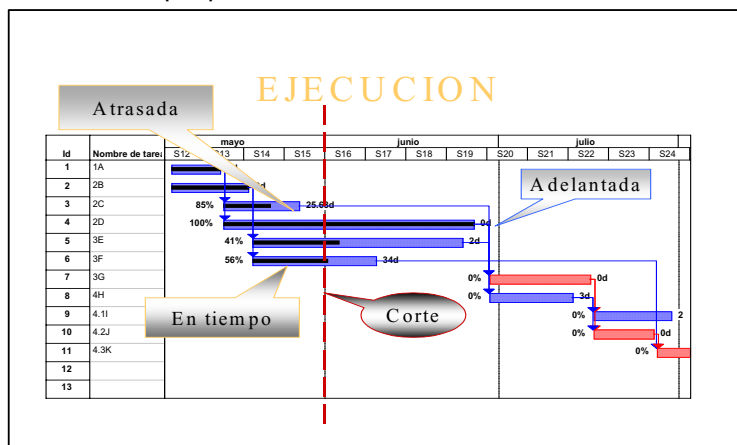 EJECUCION
Atrasada
mayo junio julio
Id Nombre de tarea S12 S13 S14 S15 S16 S17 S18 S19 S20 S21 S22 S23 S24
1 1A
2 2B d
3 2C 85% 25.63d
4 2D 100% 0d
Adelantada
5 3E 41% 2d
6 3F 56% 34d
7 3G 0% 0d
8 4H 0% 3d
En tiempo
Corte
9 4.1I 0% 2
10 4.2J 0% 0d
11 4.3K 0%
12
13